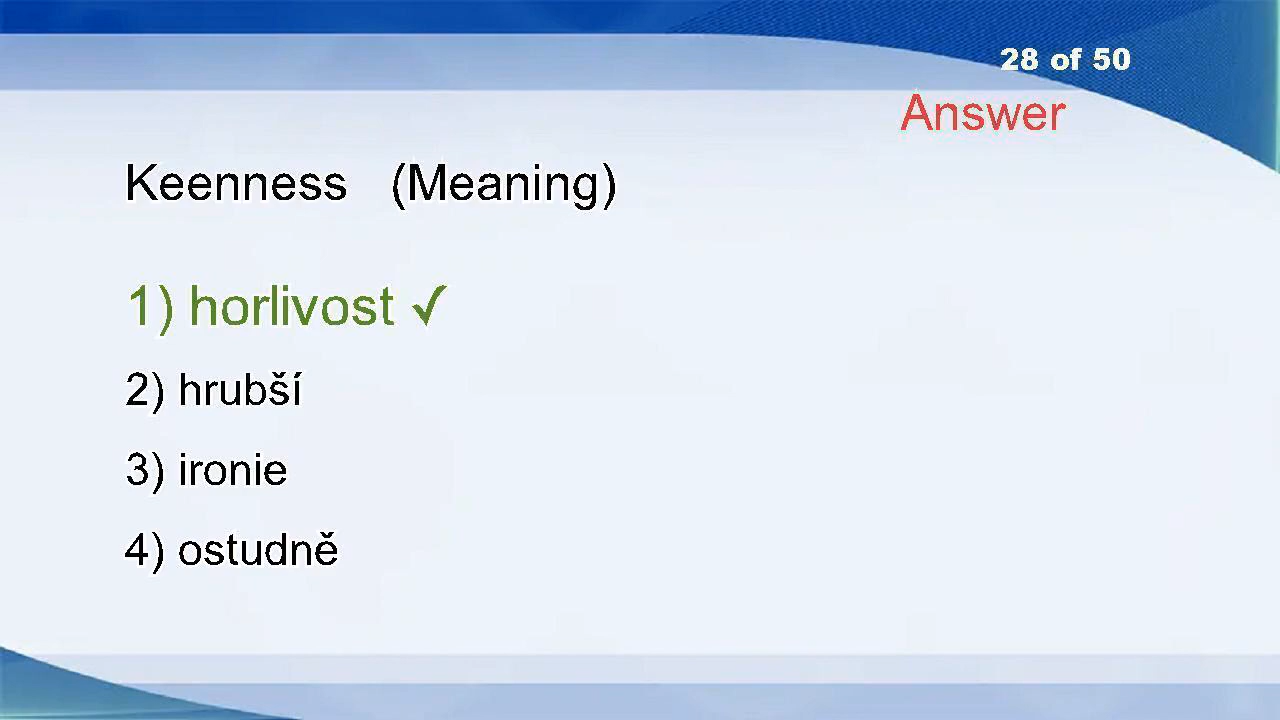 28 of 50
Answer
Keenness (Meaning)
1) horlivost ✓
2) hrubší
3) ironie
4) ostudně